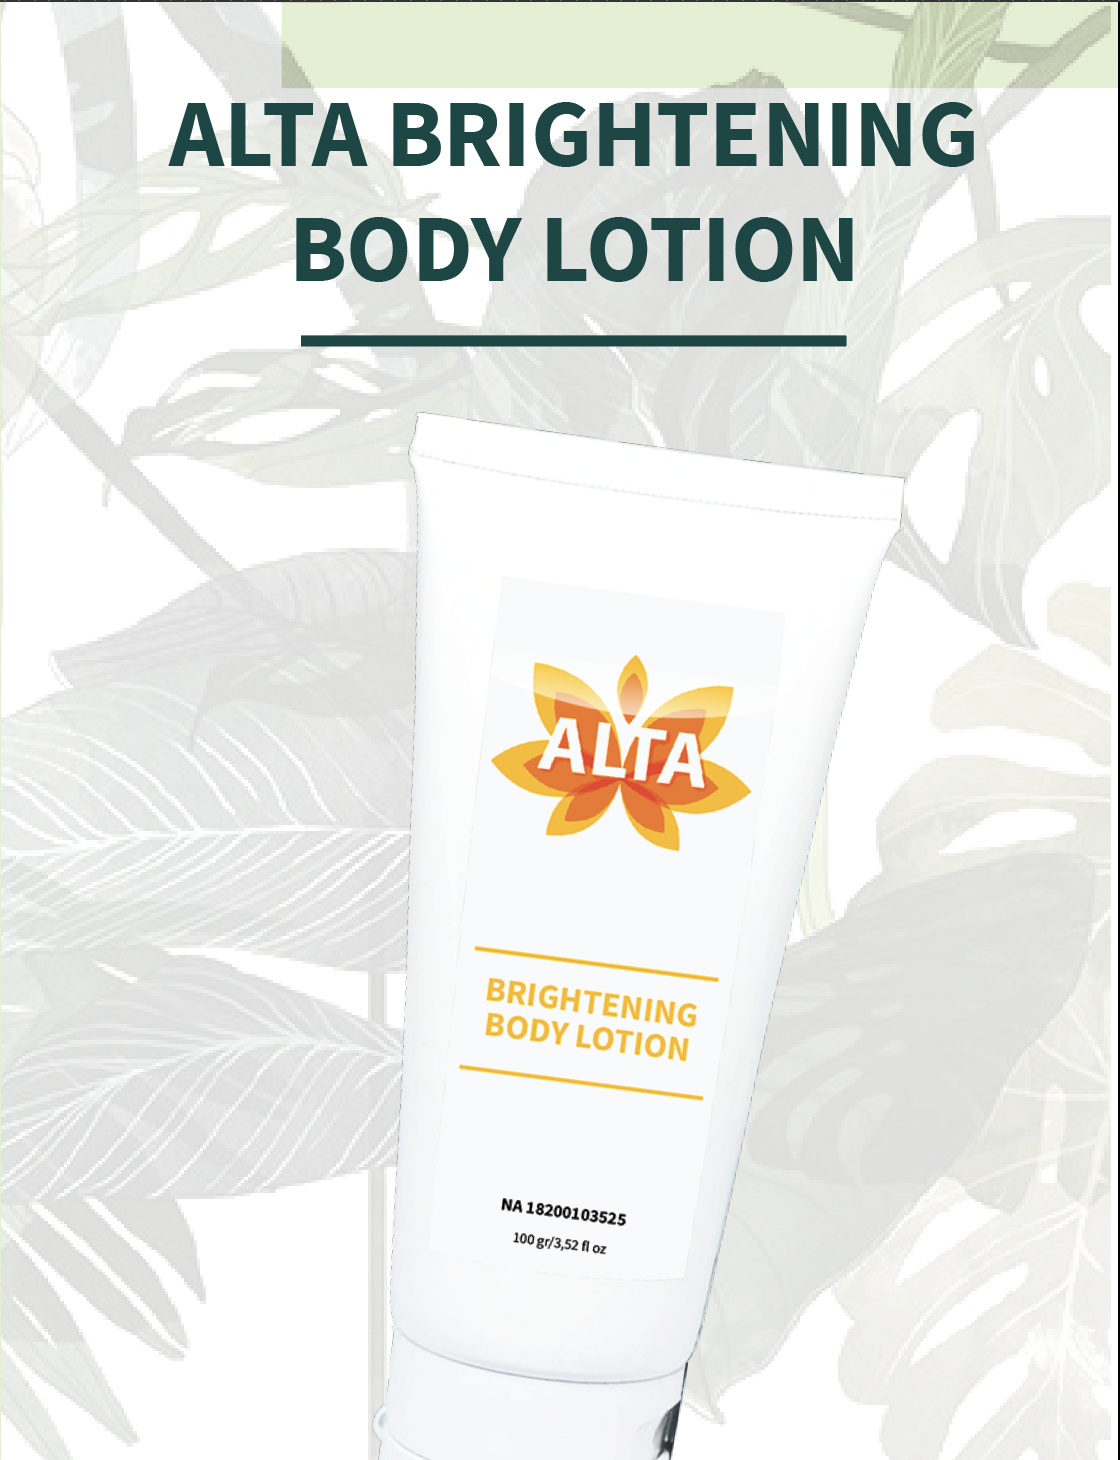 ALTA BRIGHTENING
BODY LOTION
ALTA
BRIGHTENING
BODY LOTION
NA 18200103525
100 gr/3,52 fl oz